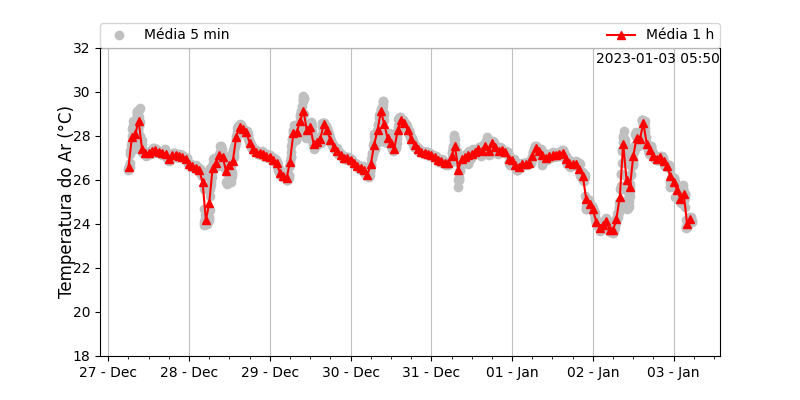 Média 5 min
Média 1 h
2023-01-03 05:50
Temperatura do Ar (°C)
32
30
28
26
24
22
20
18
27 - Dec
28 - Dec
29 - Dec
30 - Dec
31 - Dec
01 - Jan
02 - Jan
03 - Jan